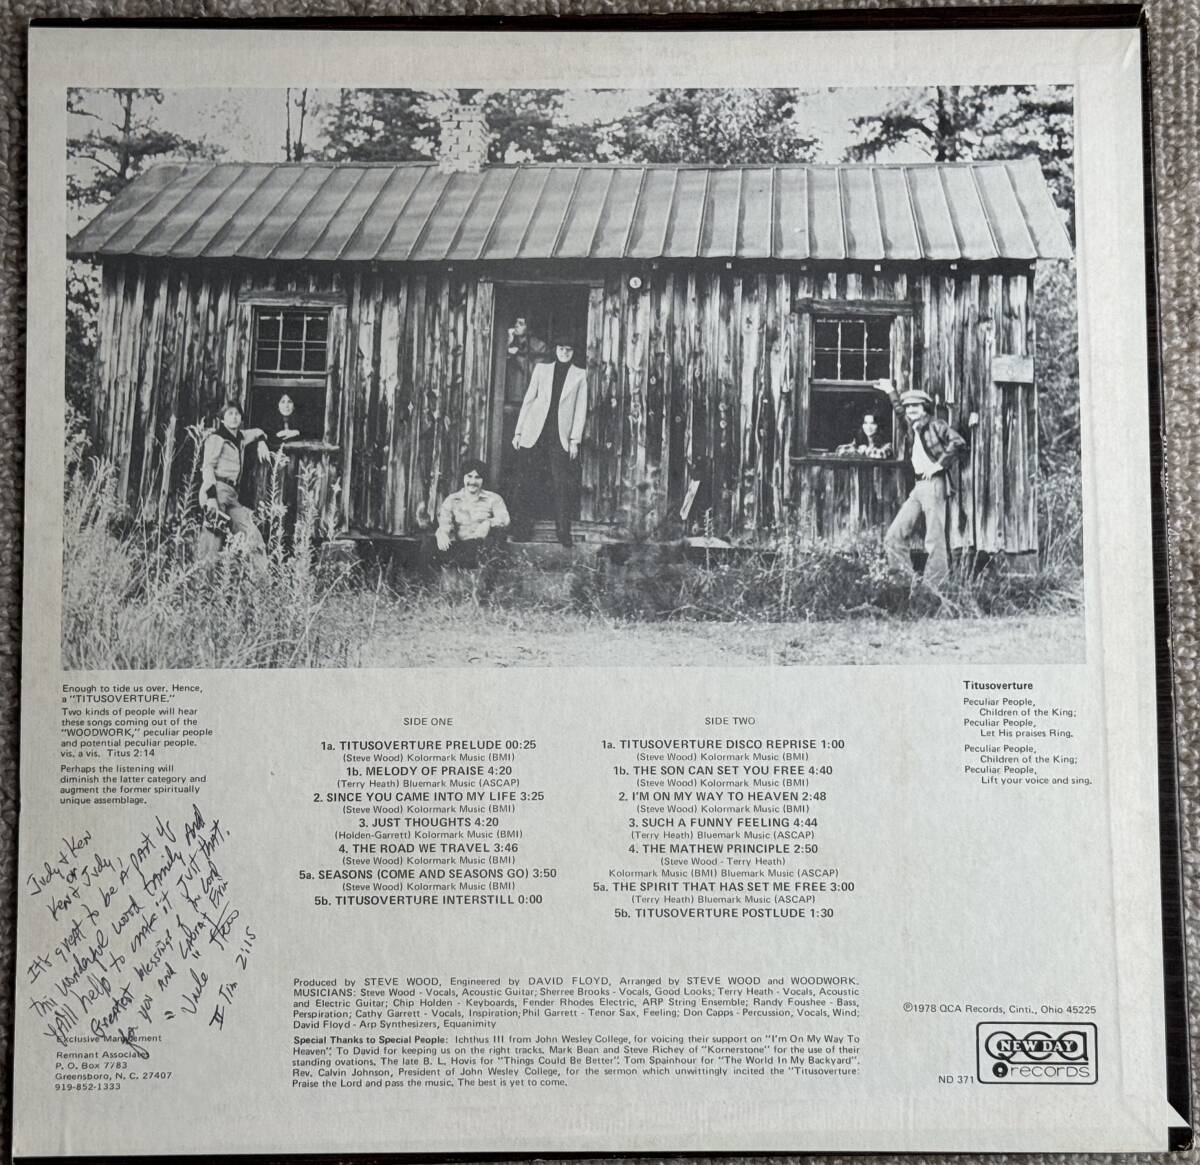 Enough to tide us over. Hence,
a "TITUSOVERTURE."
Two kinds of people will hear
these songs coming out of the
"WOODWORK," peculiar people
and potential peculiar people.
vis. a vis. Titus 2:14
Perhaps the listening will
diminish the latter category and
augment the former spiritually
unique assemblage.
Judy & Ken
or
Ken & Judy,
It's great to be a part of
this wonderful word family and
y'all help to make it just that.
Greatest blessings of the Lord
for you and
"Uncle
II Tim 2:15
Exclusive Management
Remnant Associates
P. O. Box 7783
Greensboro, N. C. 27407
919-852-1333
SIDE ONE
1a. TITUSOVERTURE PRELUDE 00:25
(Steve Wood) Kolormark Music (BMI)
1b. MELODY OF PRAISE 4:20
(Terry Heath) Bluemark Music (ASCAP)
2. SINCE YOU CAME INTO MY LIFE 3:25
(Steve Wood) Kolormark Music (BMI)
3. JUST THOUGHTS 4:20
(Holden-Garrett) Kolormark Music (BMI)
4. THE ROAD WE TRAVEL 3:46
(Steve Wood) Kolormark Music (BMI)
5a. SEASONS (COME AND SEASONS GO) 3:50
(Steve Wood) Kolormark Music (BMI)
5b. TITUSOVERTURE INTERSTILL 0:00
SIDE TWO
1a. TITUSOVERTURE DISCO REPRISE 1:00
(Steve Wood) Kolormark Music (BMI)
1b. THE SON CAN SET YOU FREE 4:40
(Steve Wood) Kolormark Music (BMI)
2. I'M ON MY WAY TO HEAVEN 2:48
(Steve Wood) Kolormark Music (BMI)
3. SUCH A FUNNY FEELING 4:44
(Terry Heath) Bluemark Music (ASCAP)
4. THE MATHEW PRINCIPLE 2:50
(Steve Wood - Terry Heath)
Kolormark Music (BMI) Bluemark Music (ASCAP)
5a. THE SPIRIT THAT HAS SET ME FREE 3:00
(Terry Heath) Bluemark Music (ASCAP)
5b. TITUSOVERTURE POSTLUDE 1:30
Titusoverture
Peculiar People,
Children of the King;
Peculiar People,
Let His praises Ring.
Peculiar People,
Children of the King;
Peculiar People,
Lift your voice and sing.
Produced by STEVE WOOD, Engineered by DAVID FLOYD, Arranged by STEVE WOOD and WOODWORK.
MUSICIANS: Steve Wood - Vocals, Acoustic Guitar; Sherree Brooks - Vocals, Good Looks; Terry Heath - Vocals, Acoustic
and Electric Guitar; Chip Holden - Keyboards, Fender Rhodes Electric, ARP String Ensemble; Randy Foushee - Bass,
Perspiration; Cathy Garrett - Vocals, Inspiration; Phil Garrett - Tenor Sax, Feeling; Don Capps - Percussion, Vocals, Wind;
David Floyd - Arp Synthesizers, Equanimity
Special Thanks to Special People: Ichthus III from John Wesley College, for voicing their support on "I'm On My Way To
Heaven". To David for keeping us on the right tracks. Mark Bean and Steve Richey of "Kornerstone" for the use of their
standing ovations. The late B. L. Hovis for "Things Could Be Better". Tom Spainhour for "The World In My Backyard".
Rev. Calvin Johnson, President of John Wesley College, for the sermon which unwittingly incited the "Titusoverture:
Praise the Lord and pass the music. The best is yet to come.
℗1978 QCA Records, Cinti., Ohio 45225
QCA
NEW DAY
records
ND 371